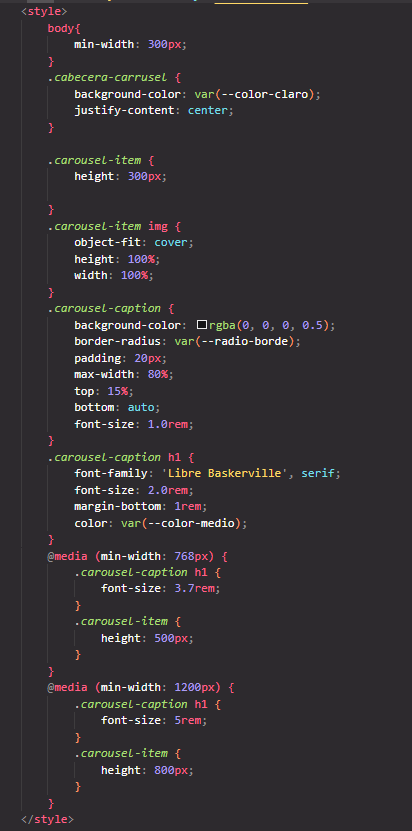 <style>
body{
min-width: 300px;
}
.cabecera-carrusel {
background-color: var(--color-claro);
justify-content: center;
}
.carousel-item {
height: 300px;
}
.carousel-item img {
object-fit: cover;
height: 100%;
width: 100%;
}
.carousel-caption {
background-color: rgba(0, 0, 0, 0.5);
border-radius: var(--radio-borde);
padding: 20px;
max-width: 80%;
top: 15%;
bottom: auto;
font-size: 1.0rem;
}
.carousel-caption h1 {
font-family: 'Libre Baskerville', serif;
font-size: 2.0rem;
margin-bottom: 1rem;
color: var(--color-medio);
}
@media (min-width: 768px) {
.carousel-caption h1 {
font-size: 3.7rem;
}
.carousel-item {
height: 500px;
}
}
@media (min-width: 1200px) {
.carousel-caption h1 {
font-size: 5rem;
}
.carousel-item {
height: 800px;
}
}
</style>